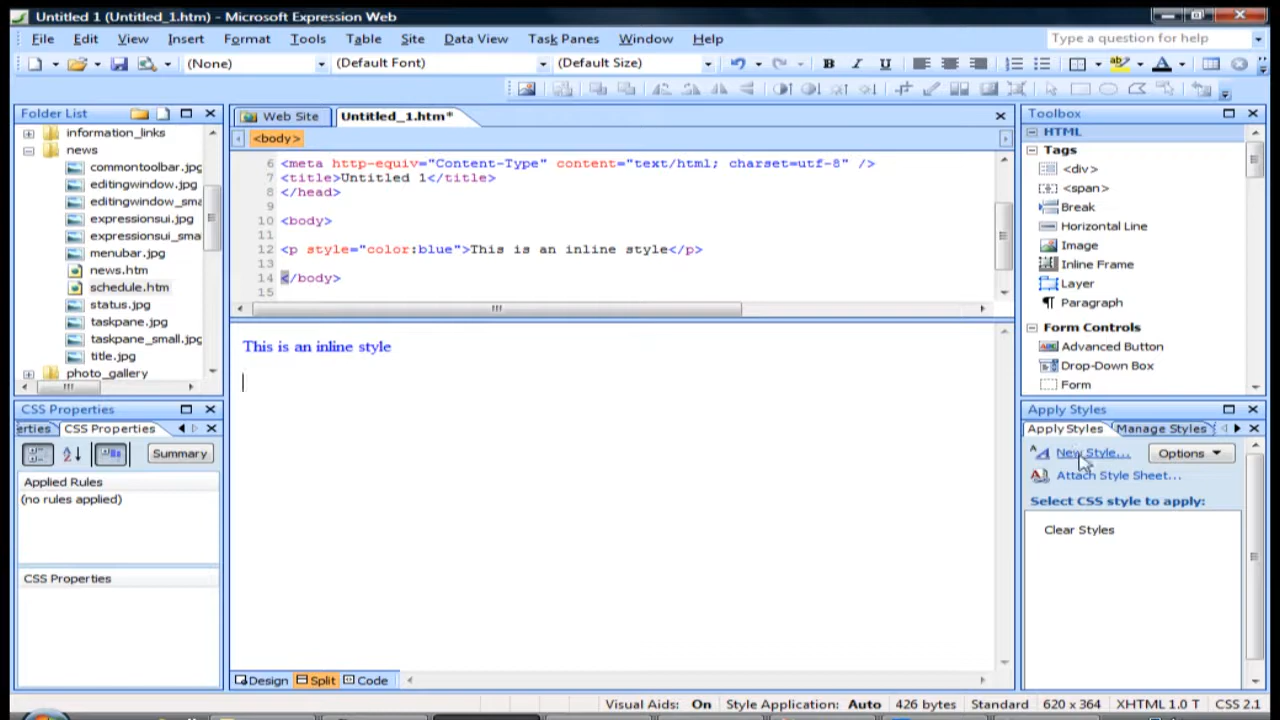 Untitled 1 (Untitled_1.htm) - Microsoft Expression Web
File Edit View Insert Format Tools Table Site Data View Task Panes Window Help Type a question for help
(None) (Default Font) (Default Size) B I U
Folder List
information_links
news
commontoolbar.jpg
editingwindow.jpg
editingwindow_sma
expressionsui.jpg
expressionsui_sma
menubar.jpg
news.htm
schedule.htm
status.jpg
taskpane.jpg
taskpane_small.jpg
title.jpg
photo_gallery
Web Site Untitled_1.htm*
<body>
6 <meta http-equiv="Content-Type" content="text/html; charset=utf-8" />
7 <title>Untitled 1</title>
8 </head>
9
10 <body>
11
12 <p style="color:blue">This is an inline style</p>
13
14 </body>
15
This is an inline style
Design Split Code
Toolbox
HTML
Tags
<div>
<span>
Break
Horizontal Line
Image
Inline Frame
Layer
Paragraph
Form Controls
Advanced Button
Drop-Down Box
Form
CSS Properties
erties CSS Properties
Summary
Applied Rules
(no rules applied)
CSS Properties
Apply Styles
Apply Styles Manage Styles
New Style... Options
Attach Style Sheet...
Select CSS style to apply:
Clear Styles
Visual Aids: On Style Application: Auto 426 bytes Standard 620 x 364 XHTML 1.0 T CSS 2.1